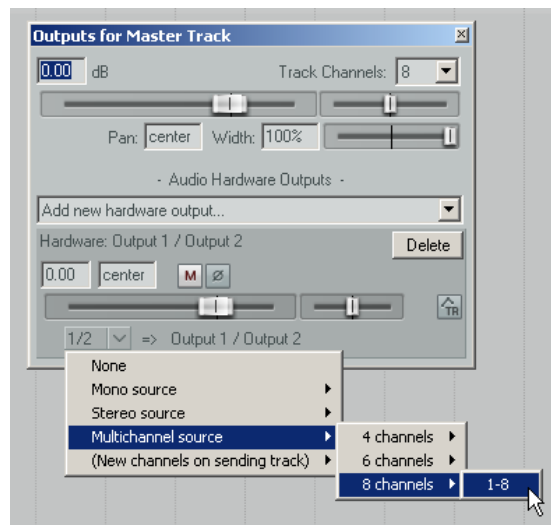 Outputs for Master Track
0.00 dB Track Channels: 8
Pan: center Width: 100%
- Audio Hardware Outputs -
Add new hardware output...
Hardware: Output 1 / Output 2 Delete
0.00 center M ø
TR
1/2 => Output 1 / Output 2
None
Mono source
Stereo source
Multichannel source 4 channels
(New channels on sending track) 6 channels
8 channels 1-8